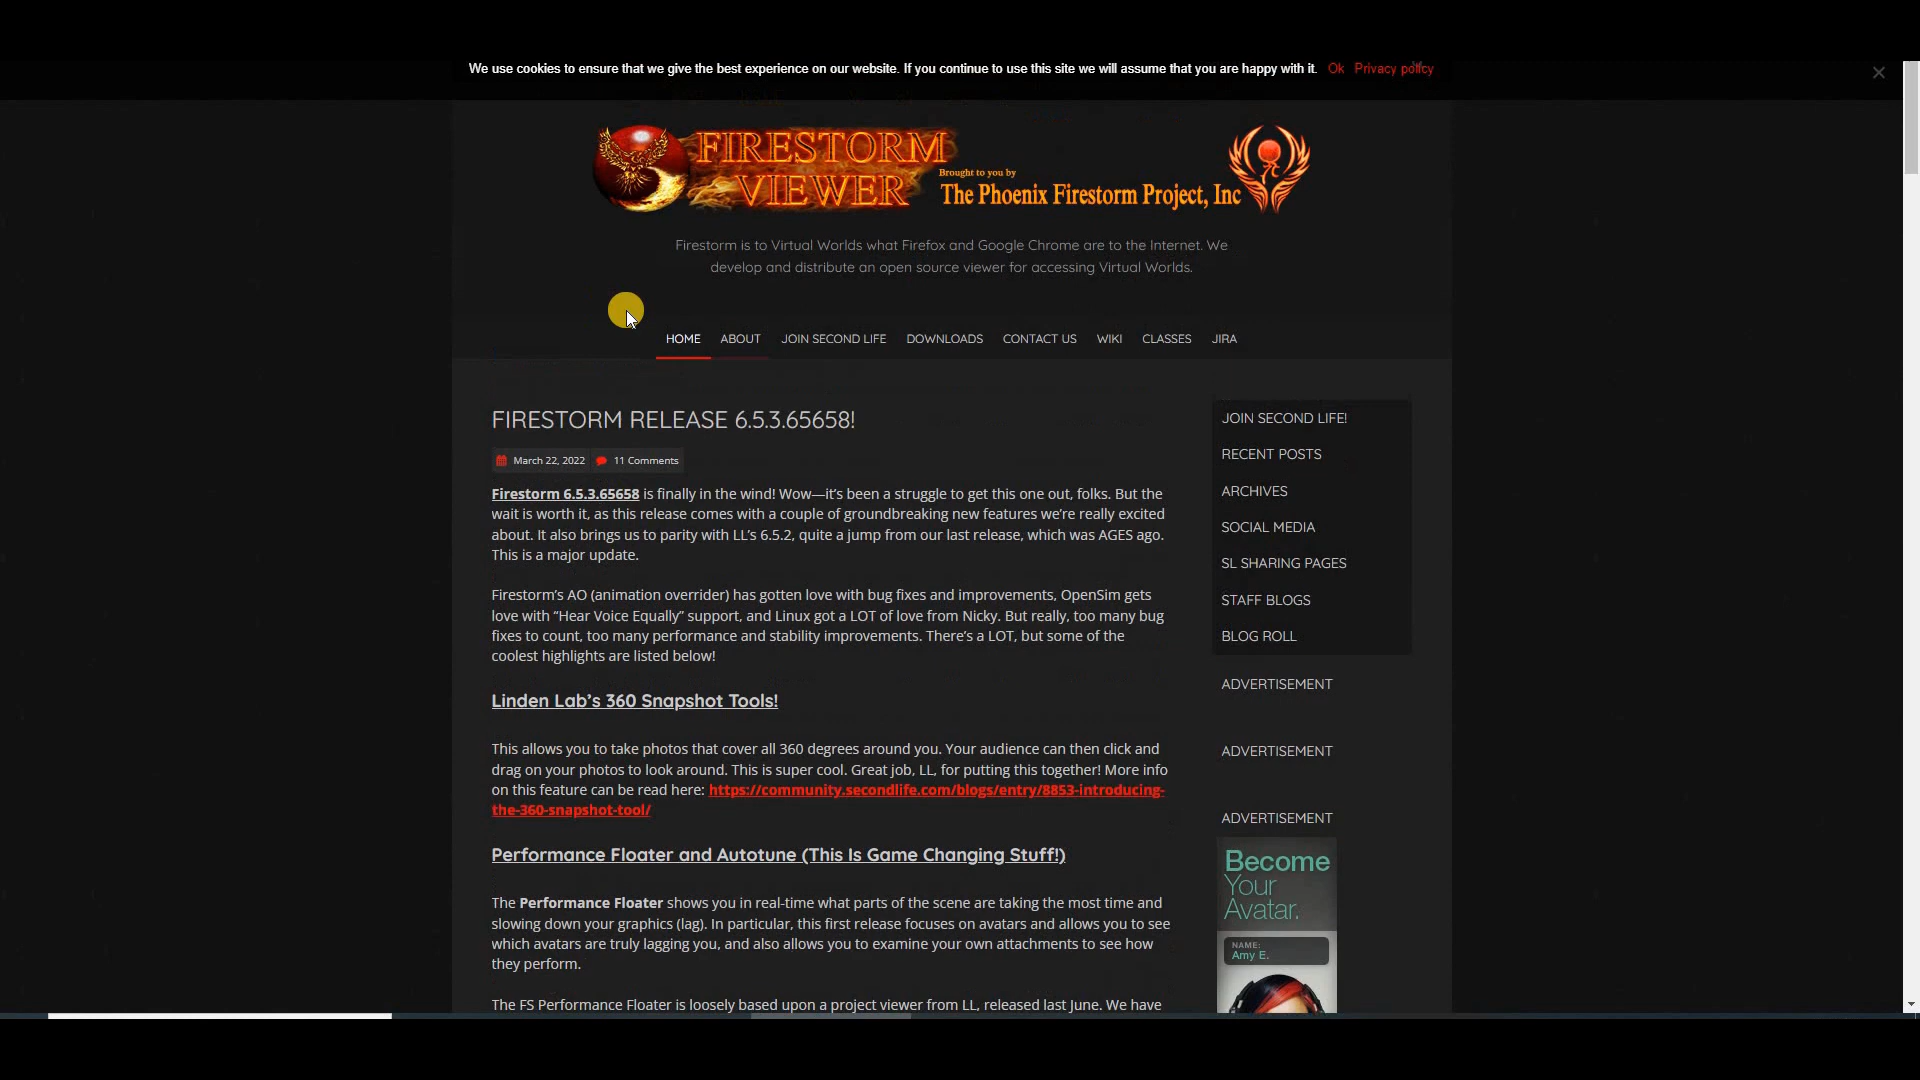 We use cookies to ensure that we give the best experience on our website. If you continue to use this site we will assume that you are happy with it. Ok Privacy policy
FIRESTORM
VIEWER
Brought to you by
The Phoenix Firestorm Project, Inc
Firestorm is to Virtual Worlds what Firefox and Google Chrome are to the Internet. We
develop and distribute an open source viewer for accessing Virtual Worlds.
HOME ABOUT JOIN SECOND LIFE DOWNLOADS CONTACT US WIKI CLASSES JIRA
FIRESTORM RELEASE 6.5.3.65658!
March 22, 2022 11 Comments
Firestorm 6.5.3.65658 is finally in the wind! Wow—it’s been a struggle to get this one out, folks. But the
wait is worth it, as this release comes with a couple of groundbreaking new features we’re really excited
about. It also brings us to parity with LL’s 6.5.2, quite a jump from our last release, which was AGES ago.
This is a major update.
Firestorm’s AO (animation overrider) has gotten love with bug fixes and improvements, OpenSim gets
love with “Hear Voice Equally” support, and Linux got a LOT of love from Nicky. But really, too many bug
fixes to count, too many performance and stability improvements. There’s a LOT, but some of the
coolest highlights are listed below!
Linden Lab’s 360 Snapshot Tools!
This allows you to take photos that cover all 360 degrees around you. Your audience can then click and
drag on your photos to look around. This is super cool. Great job, LL, for putting this together! More info
on this feature can be read here: https://community.secondlife.com/blogs/entry/8853-introducing-
the-360-snapshot-tool/
Performance Floater and Autotune (This Is Game Changing Stuff!)
The Performance Floater shows you in real-time what parts of the scene are taking the most time and
slowing down your graphics (lag). In particular, this first release focuses on avatars and allows you to see
which avatars are truly lagging you, and also allows you to examine your own attachments to see how
they perform.
The FS Performance Floater is loosely based upon a project viewer from LL, released last June. We have
JOIN SECOND LIFE!
RECENT POSTS
ARCHIVES
SOCIAL MEDIA
SL SHARING PAGES
STAFF BLOGS
BLOG ROLL
ADVERTISEMENT
ADVERTISEMENT
ADVERTISEMENT
Become
Your
Avatar.
NAME:
Amy E.